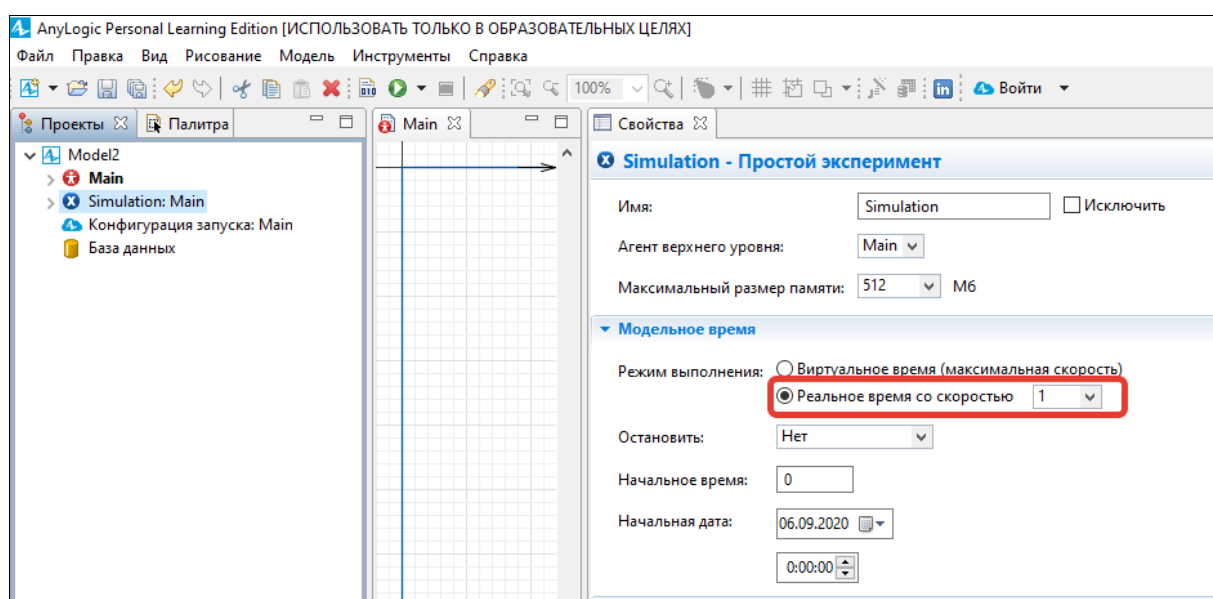 AnyLogic Personal Learning Edition [ИСПОЛЬЗОВАТЬ ТОЛЬКО В ОБРАЗОВАТЕЛЬНЫХ ЦЕЛЯХ]
Файл Правка Вид Рисование Модель Инструменты Справка
100% in Войти
Проекты Палитра
Model2
Main
Simulation: Main
Конфигурация запуска: Main
База данных
Main
Свойства
Simulation - Простой эксперимент
Имя: Simulation Исключить
Агент верхнего уровня: Main
Максимальный размер памяти: 512 Мб
Модельное время
Режим выполнения: Виртуальное время (максимальная скорость)
Реальное время со скоростью 1
Остановить: Нет
Начальное время: 0
Начальная дата: 06.09.2020
0:00:00